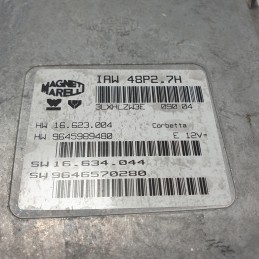 MAGNETI
MARELLI
IAW 48P2.7H
3LXHLZW3E 090 04
HW 16.623.004 Corbetta
HW 9645989480 E 12V=
SW 16.634.044
SW 9646570280